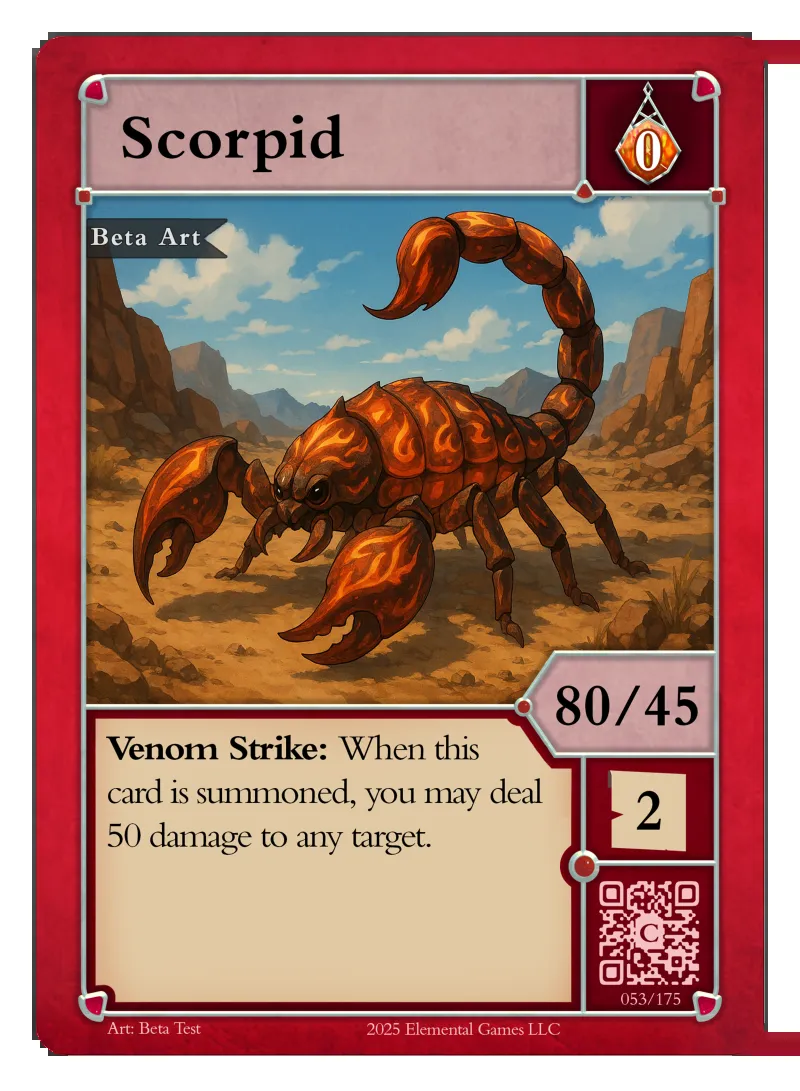 Scorpid
0
Beta Art
80/45
Venom Strike: When this
card is summoned, you may deal
50 damage to any target.
2
C
053/175
Art: Beta Test
2025 Elemental Games LLC